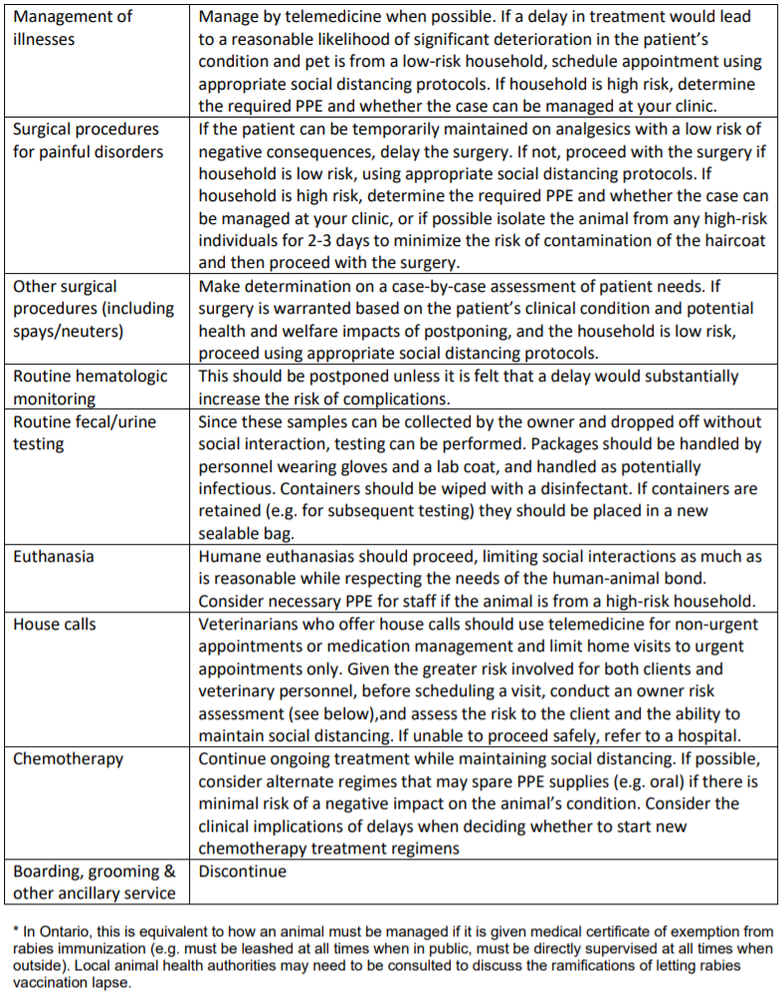 Management of
illnesses
Manage by telemedicine when possible. If a delay in treatment would lead
to a reasonable likelihood of significant deterioration in the patient's
condition and pet is from a low-risk household, schedule appointment using
appropriate social distancing protocols. If household is high risk, determine
the required PPE and whether the case can be managed at your clinic.
Surgical procedures
for painful disorders
If the patient can be temporarily maintained on analgesics with a low risk of
negative consequences, delay the surgery. If not, proceed with the surgery if
household is low risk, using appropriate social distancing protocols. If
household is high risk, determine the required PPE and whether the case can
be managed at your clinic, or if possible isolate the animal from any high-risk
individuals for 2-3 days to minimize the risk of contamination of the haircoat
and then proceed with the surgery.
Other surgical
procedures (including
spays/neuters)
Make determination on a case-by-case assessment of patient needs. If
surgery is warranted based on the patient's clinical condition and potential
health and welfare impacts of postponing, and the household is low risk,
proceed using appropriate social distancing protocols.
Routine hematologic
monitoring
This should be postponed unless it is felt that a delay would substantially
increase the risk of complications.
Routine fecal/urine
testing
Since these samples can be collected by the owner and dropped off without
social interaction, testing can be performed. Packages should be handled by
personnel wearing gloves and a lab coat, and handled as potentially
infectious. Containers should be wiped with a disinfectant. If containers are
retained (e.g. for subsequent testing) they should be placed in a new
sealable bag.
Euthanasia
Humane euthanasias should proceed, limiting social interactions as much as
is reasonable while respecting the needs of the human-animal bond.
Consider necessary PPE for staff if the animal is from a high-risk household.
House calls
Veterinarians who offer house calls should use telemedicine for non-urgent
appointments or medication management and limit home visits to urgent
appointments only. Given the greater risk involved for both clients and
veterinary personnel, before scheduling a visit, conduct an owner risk
assessment (see below),and assess the risk to the client and the ability to
maintain social distancing. If unable to proceed safely, refer to a hospital.
Chemotherapy
Continue ongoing treatment while maintaining social distancing. If possible,
consider alternate regimes that may spare PPE supplies (e.g. oral) if there is
minimal risk of a negative impact on the animal's condition. Consider the
clinical implications of delays when deciding whether to start new
chemotherapy treatment regimens
Boarding, grooming &
other ancillary service
Discontinue
* In Ontario, this is equivalent to how an animal must be managed if it is given medical certificate of exemption from
rabies immunization (e.g. must be leashed at all times when in public, must be directly supervised at all times when
outside). Local animal health authorities may need to be consulted to discuss the ramifications of letting rabies
vaccination lapse.